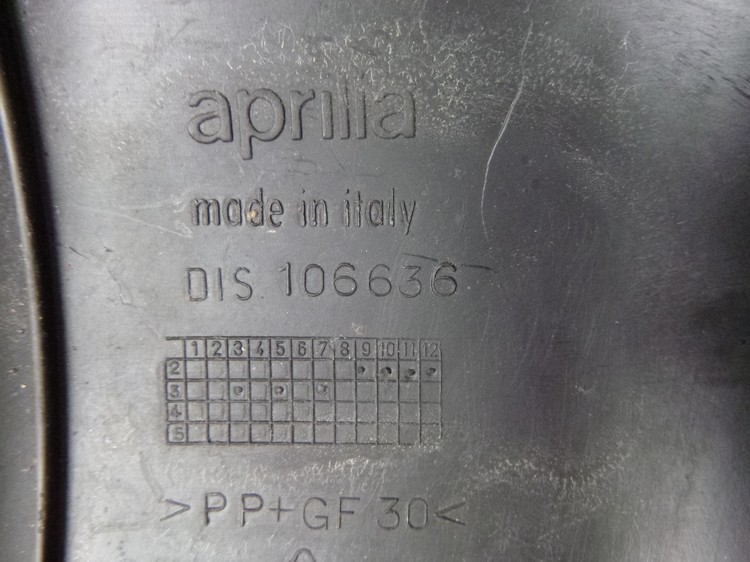 aprilia
made in italy
DIS. 106636
1 2 3 4 5 6 7 8 9 10 11 12
2
3
4
5
>PP+GF 30<